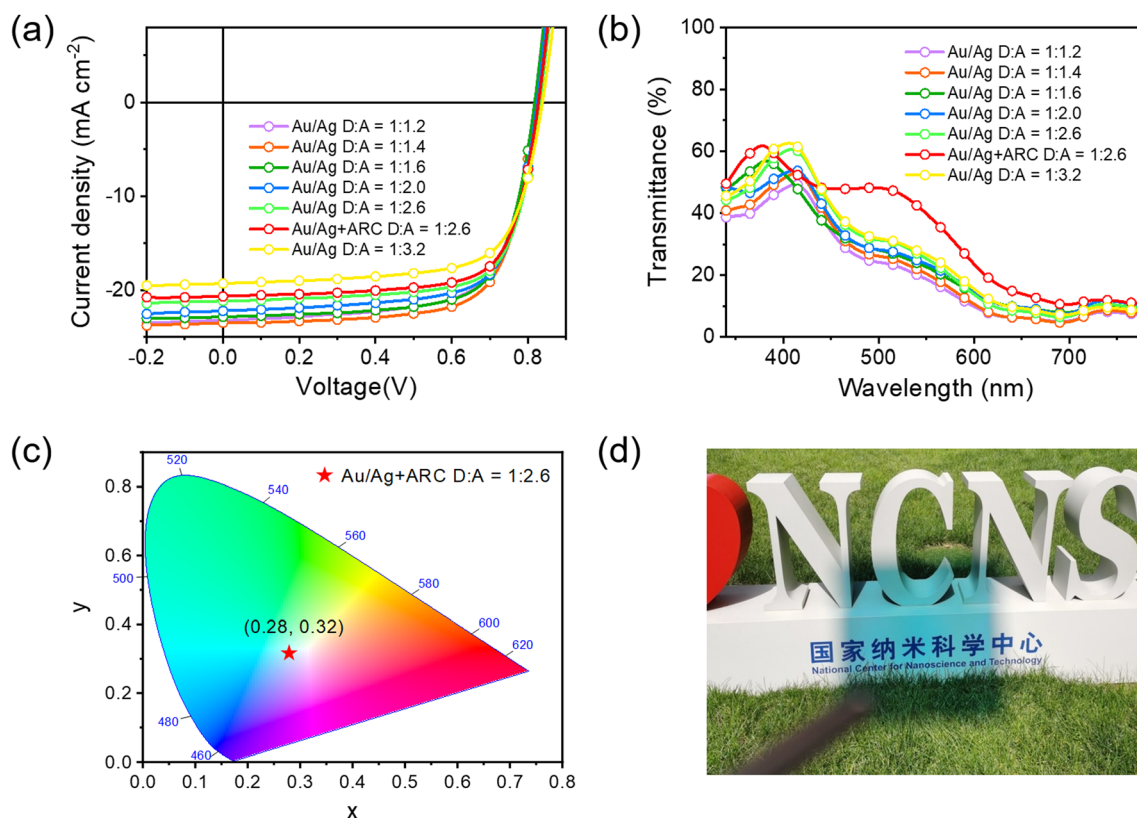 (a)
Current density (mA cm⁻²)
0
-10
-20
-0.2
0.0
0.2
0.4
0.6
0.8
Voltage(V)
Au/Ag D:A = 1:1.2
Au/Ag D:A = 1:1.4
Au/Ag D:A = 1:1.6
Au/Ag D:A = 1:2.0
Au/Ag D:A = 1:2.6
Au/Ag+ARC D:A = 1:2.6
Au/Ag D:A = 1:3.2
(b)
Transmittance (%)
100
80
60
40
20
0
400
500
600
700
Wavelength (nm)
Au/Ag D:A = 1:1.2
Au/Ag D:A = 1:1.4
Au/Ag D:A = 1:1.6
Au/Ag D:A = 1:2.0
Au/Ag D:A = 1:2.6
Au/Ag+ARC D:A = 1:2.6
Au/Ag D:A = 1:3.2
(c)
y
0.8
0.6
0.4
0.2
0.0
0.0
0.1
0.2
0.3
0.4
0.5
0.6
0.7
0.8
x
Au/Ag+ARC D:A = 1:2.6
(0.28, 0.32)
520
540
560
580
600
620
500
480
460
(d)
NCNS
国家纳米科学中心
National Center for Nanoscience and Technology